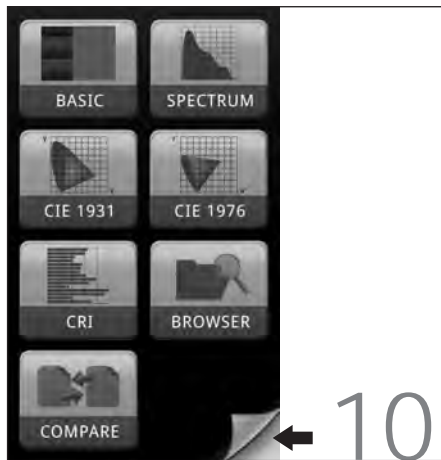 BASIC SPECTRUM
CIE 1931 CIE 1976
CRI BROWSER
COMPARE
10